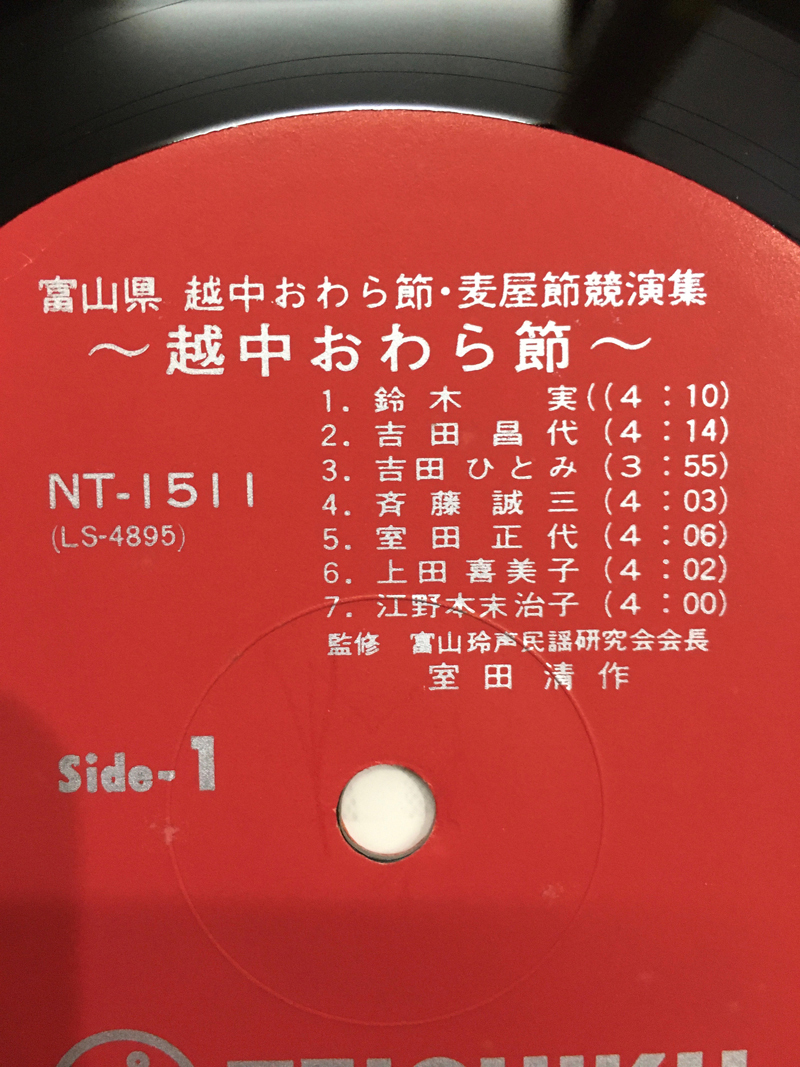 富山県 越中おわら節・麦屋節競演集
～越中おわら節～
1. 鈴木 実((4:10)
2. 吉田昌代(4:14)
3. 吉田ひとみ(3:55)
4. 斉藤誠三(4:03)
5. 室田正代(4:06)
6. 上田喜美子(4:02)
7. 江野本末治子(4:00)
監修 富山玲声民謡研究会会長
室田清作
NT-1511
(LS-4895)
Side-1
TEICHIKU